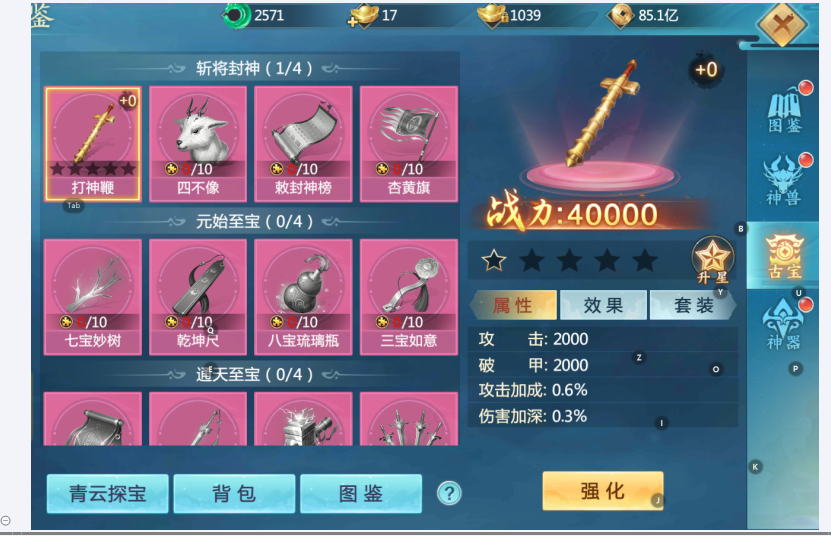 鉴
2571
17
1039
85.1亿
斩将封神(1/4)
+0
打神鞭
Tab
0/10
四不像
0/10
敕封神榜
0/10
杏黄旗
元始至宝(0/4)
0/10
七宝妙树
0/10
乾坤尺
Q
0/10
八宝琉璃瓶
0/10
三宝如意
通天至宝(0/4)
E
+0
战力:40000
B
升星
Y
属性
效果
套装
攻击: 2000
破甲: 2000
攻击加成: 0.6%
伤害加深: 0.3%
Z
O
I
图鉴
神兽
古宝
U
神器
P
K
青云探宝
背包
图鉴
?
强化
J